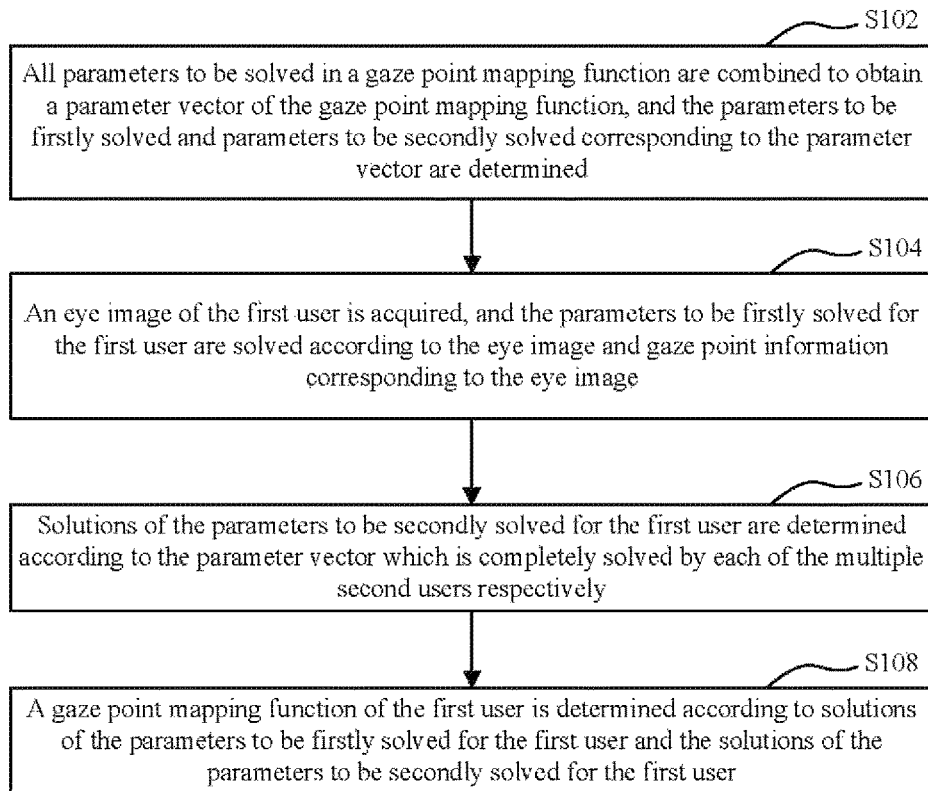 S102
All parameters to be solved in a gaze point mapping function are combined to obtain
a parameter vector of the gaze point mapping function, and the parameters to be
firstly solved and parameters to be secondly solved corresponding to the parameter
vector are determined
S104
An eye image of the first user is acquired, and the parameters to be firstly solved for
the first user are solved according to the eye image and gaze point information
corresponding to the eye image
S106
Solutions of the parameters to be secondly solved for the first user are determined
according to the parameter vector which is completely solved by each of the multiple
second users respectively
S108
A gaze point mapping function of the first user is determined according to solutions
of the parameters to be firstly solved for the first user and the solutions of the
parameters to be secondly solved for the first user